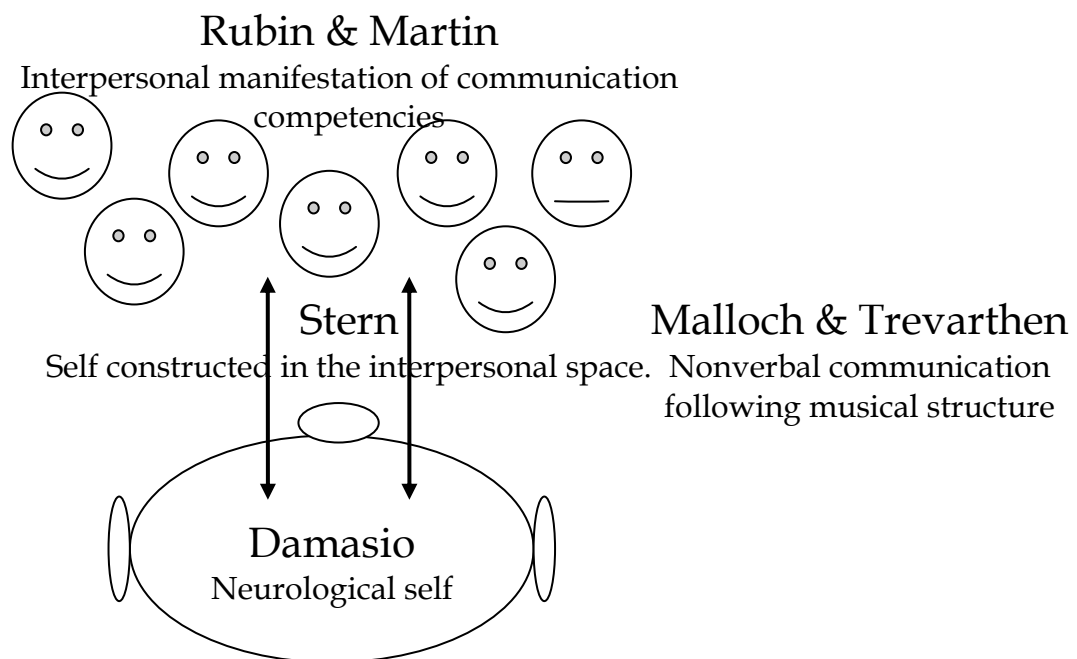 Rubin & Martin
Interpersonal manifestation of communication
competencies
Stern
Self constructed in the interpersonal space.
Malloch & Trevarthen
Nonverbal communication
following musical structure
Damasio
Neurological self